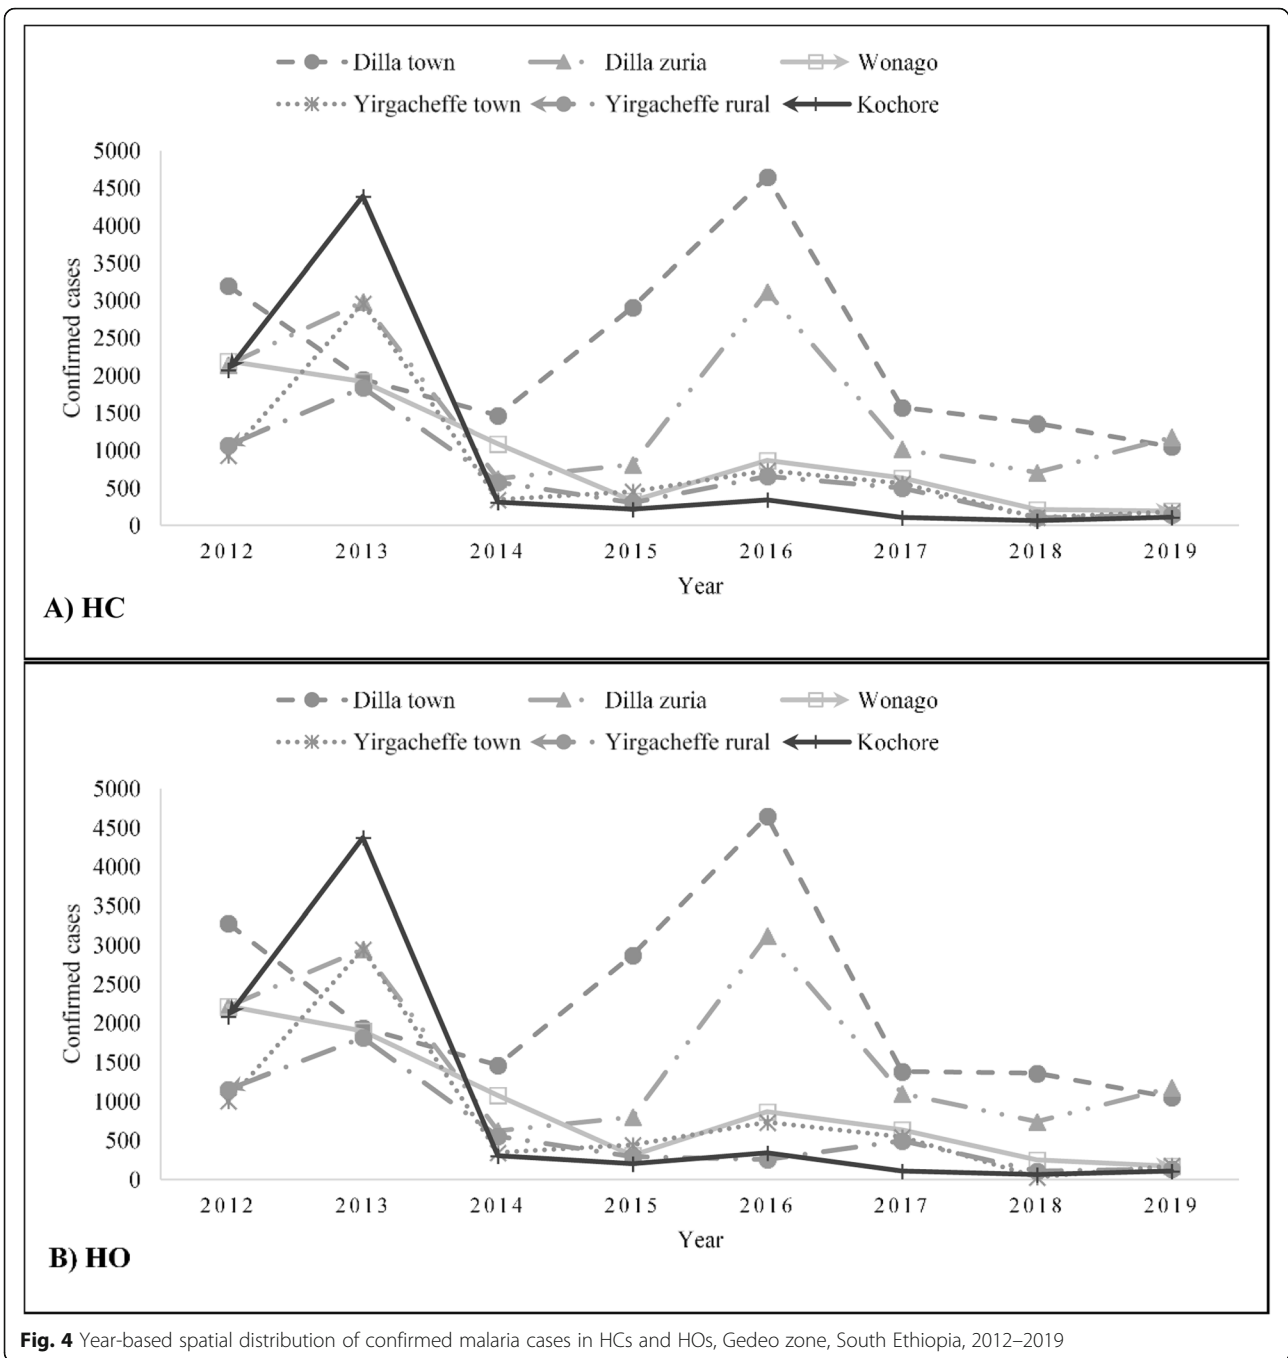 Dilla town Dilla zuria Wonago
Yirgacheffe town Yirgacheffe rural Kochore
5000
4500
4000
3500
3000
2500
2000
1500
1000
500
0
Confirmed cases
2012 2013 2014 2015 2016 2017 2018 2019
Year
A) HC
Dilla town Dilla zuria Wonago
Yirgacheffe town Yirgacheffe rural Kochore
5000
4500
4000
3500
3000
2500
2000
1500
1000
500
0
Confirmed cases
2012 2013 2014 2015 2016 2017 2018 2019
Year
B) HO
Fig. 4 Year-based spatial distribution of confirmed malaria cases in HCs and HOs, Gedeo zone, South Ethiopia, 2012–2019